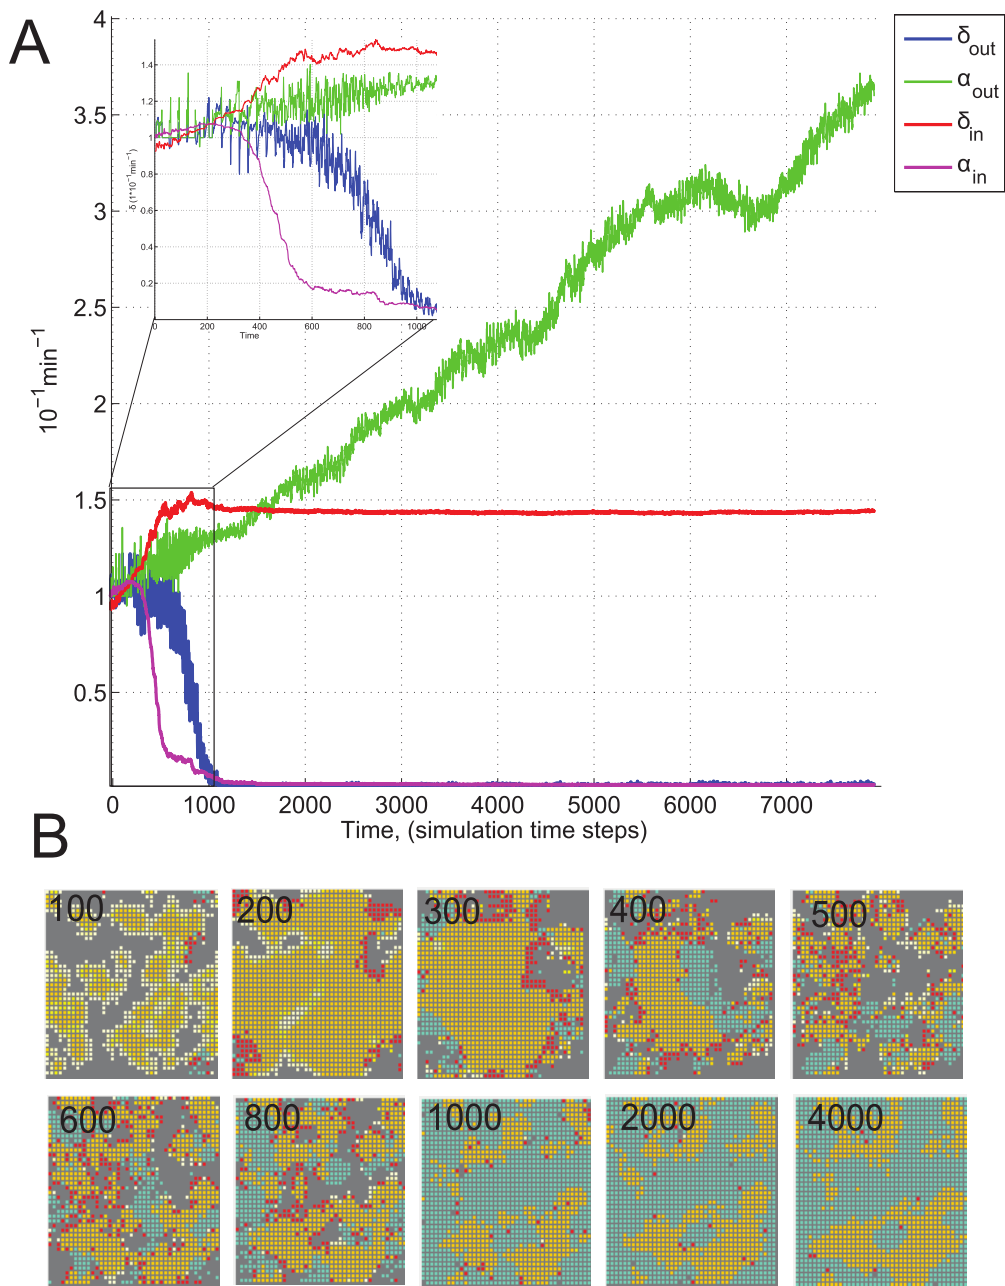 A
4
3.5
3
2.5
2
1.5
1
0.5
10⁻¹min⁻¹
0 1000 2000 3000 4000 5000 6000 7000
Time, (simulation time steps)
δout
αout
δin
αin
1.4
1.2
1
0.8
0.6
0.4
0.2
-δ (1*10⁻¹min⁻¹)
0 200 400 600 800 1000
Time
B
100 200 300 400 500
600 800 1000 2000 4000